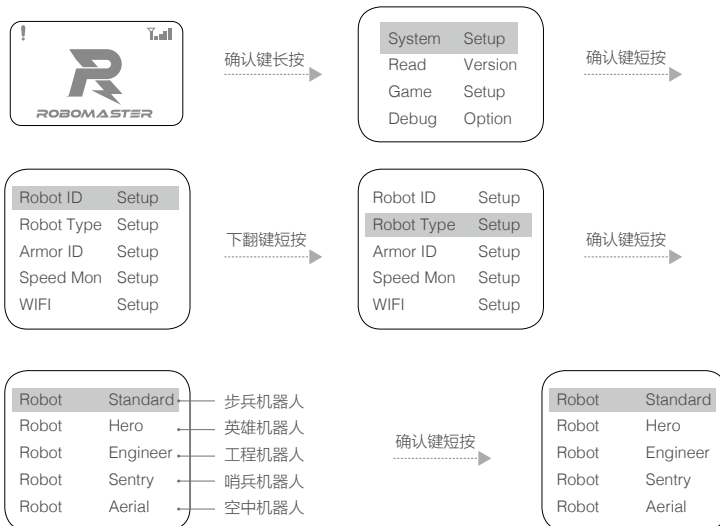 ROBOMASTER
确认键长按
System Setup
Read Version
Game Setup
Debug Option
确认键短按
Robot ID Setup
Robot Type Setup
Armor ID Setup
Speed Mon Setup
WIFI Setup
下翻键短按
Robot ID Setup
Robot Type Setup
Armor ID Setup
Speed Mon Setup
WIFI Setup
确认键短按
Robot Standard 步兵机器人
Robot Hero 英雄机器人
Robot Engineer 工程机器人
Robot Sentry 哨兵机器人
Robot Aerial 空中机器人
确认键短按
Robot Standard
Robot Hero
Robot Engineer
Robot Sentry
Robot Aerial